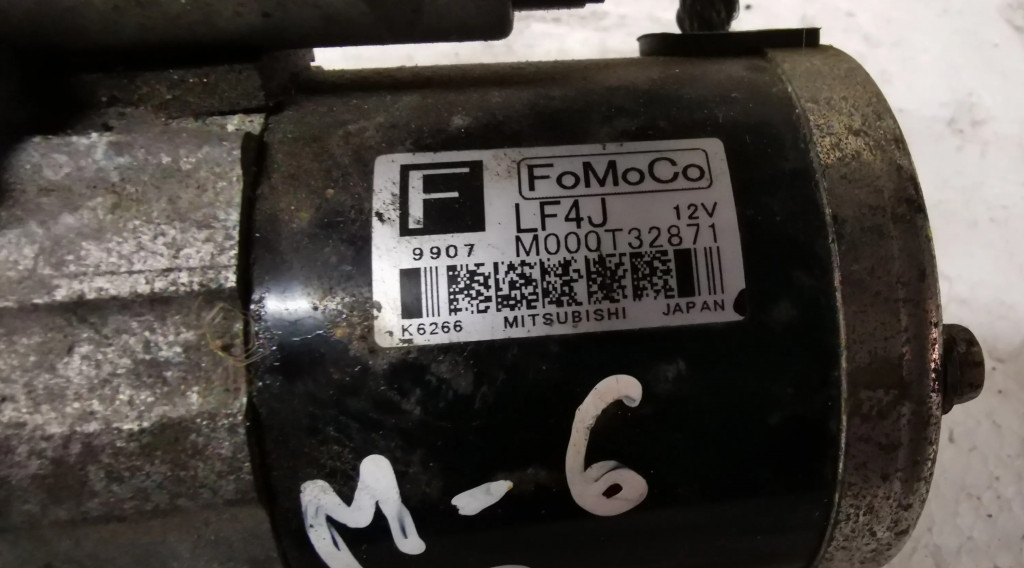 F FoMoCo
LF4J 12V
9907 M000T32871
K6266 MITSUBISHI JAPAN
M-6